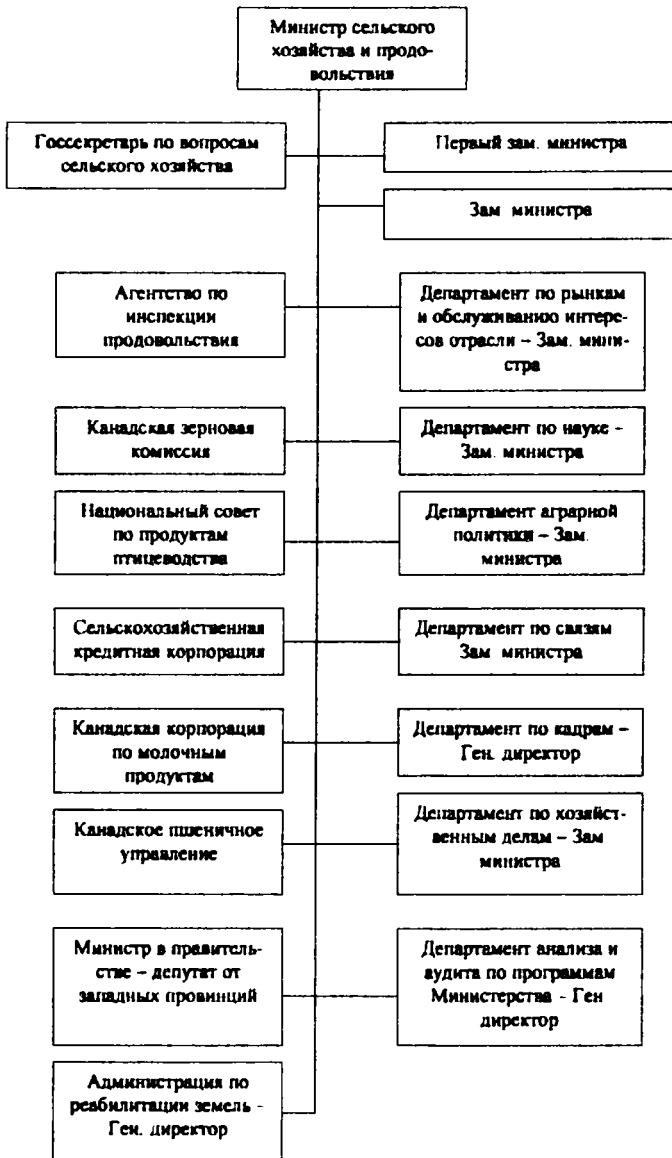 Министр сельского
хозяйства и продо-
вольствия
Госсекретарь по вопросам
сельского хозяйства
Первый зам. министра
Зам министра
Агентство по
инспекции
продовольствия
Департамент по рынкам
и обслуживанию интере-
сов отрасли – Зам. мини-
стра
Канадская зерновая
комиссия
Департамент по науке –
Зам. министра
Национальный совет
по продуктам
птицеводства
Департамент аграрной
политики – Зам.
министра
Сельскохозяйственная
кредитная корпорация
Департамент по связям
Зам министра
Канадская корпорация
по молочным
продуктам
Департамент по кадрам –
Ген. директор
Канадское пшеничное
управление
Департамент по хозяйст-
венным делам – Зам
министра
Министр в правитель-
стве – депутат от
западных провинций
Департамент анализа и
аудита по программам
Министерства - Ген
директор
Администрация по
реабилитации земель -
Ген. директор